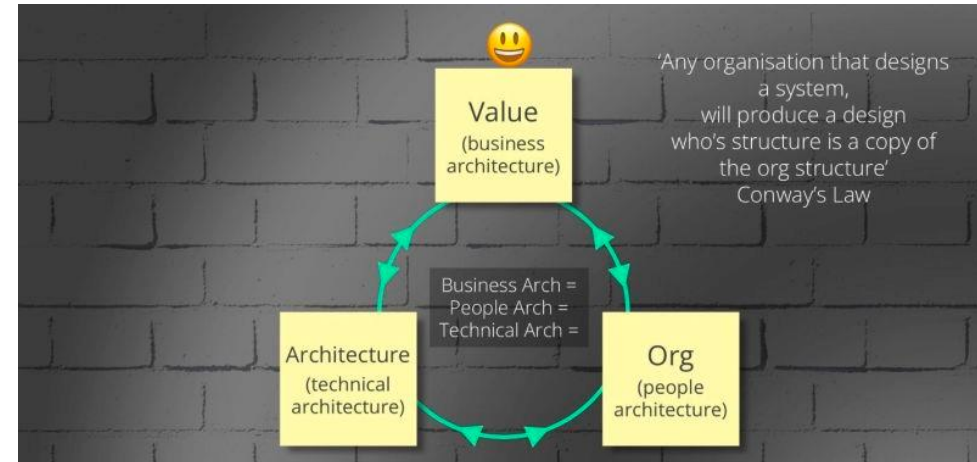 Value
(business
architecture)
'Any organisation that designs
a system,
will produce a design
who's structure is a copy of
the org structure'
Conway's Law
Business Arch =
People Arch =
Technical Arch =
Architecture
(technical
architecture)
Org
(people
architecture)